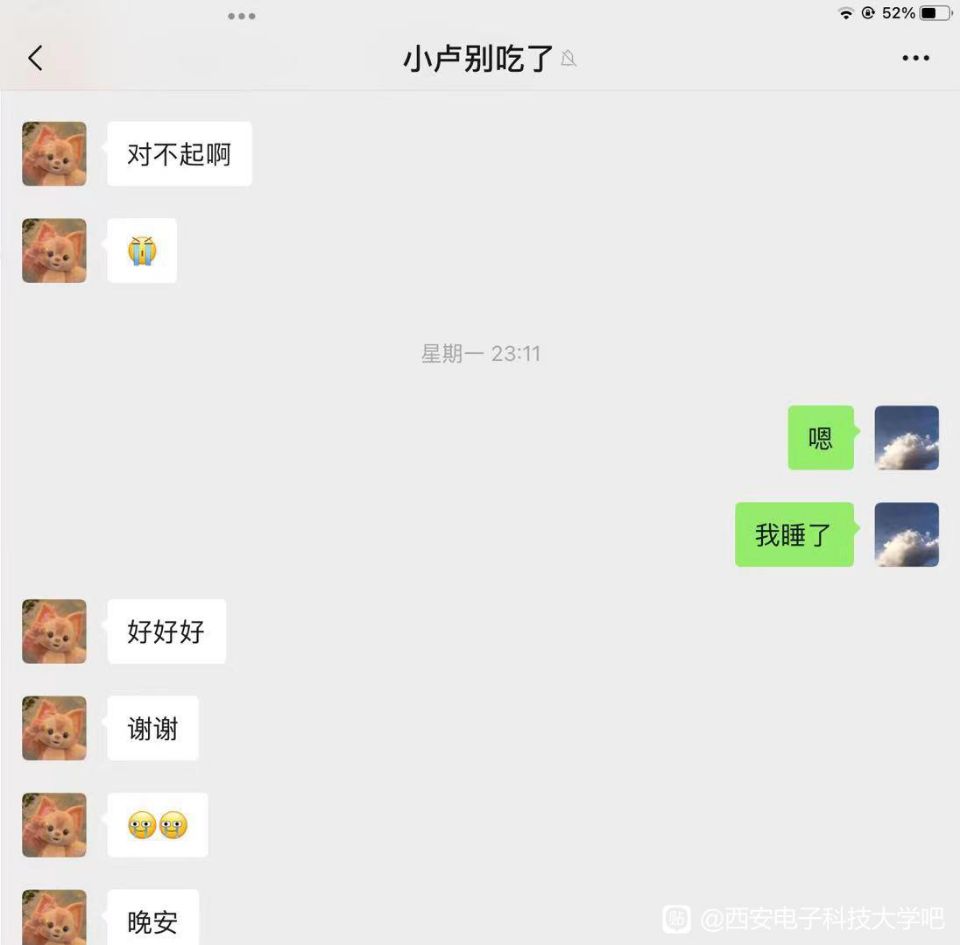 52%
小卢别吃了
对不起啊
星期一 23:11
嗯
我睡了
好好好
谢谢
晚安
贴 @西安电子科技大学吧